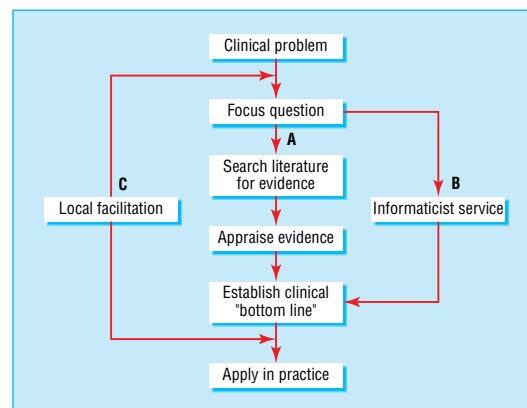 Clinical problem
Focus question
A
Search literature
for evidence
C
B
Local facilitation
Informaticist service
Appraise evidence
Establish clinical
"bottom line"
Apply in practice